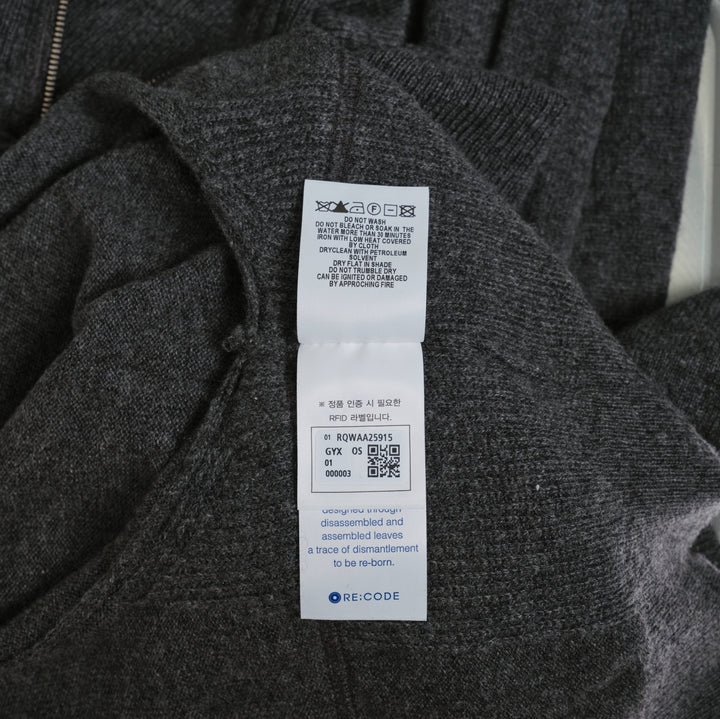 DO NOT WASH
DO NOT BLEACH OR SOAK IN THE
WATER MORE THAN 30 MINUTES
IRON WITH LOW HEAT COVERED
BY CLOTH
DRYCLEAN WITH PETROLEUM
SOLVENT
DRY FLAT IN SHADE
DO NOT TRUMBLE DRY
CAN BE IGNITED OR DAMAGED
BY APPROCHING FIRE
※ 정품 인증 시 필요한
RFID 라벨입니다.
01 RQWAA25915
GYX OS
01
000003
designed through
disassembled and
assembled leaves
a trace of dismantlement
to be re-born.
RE;CODE